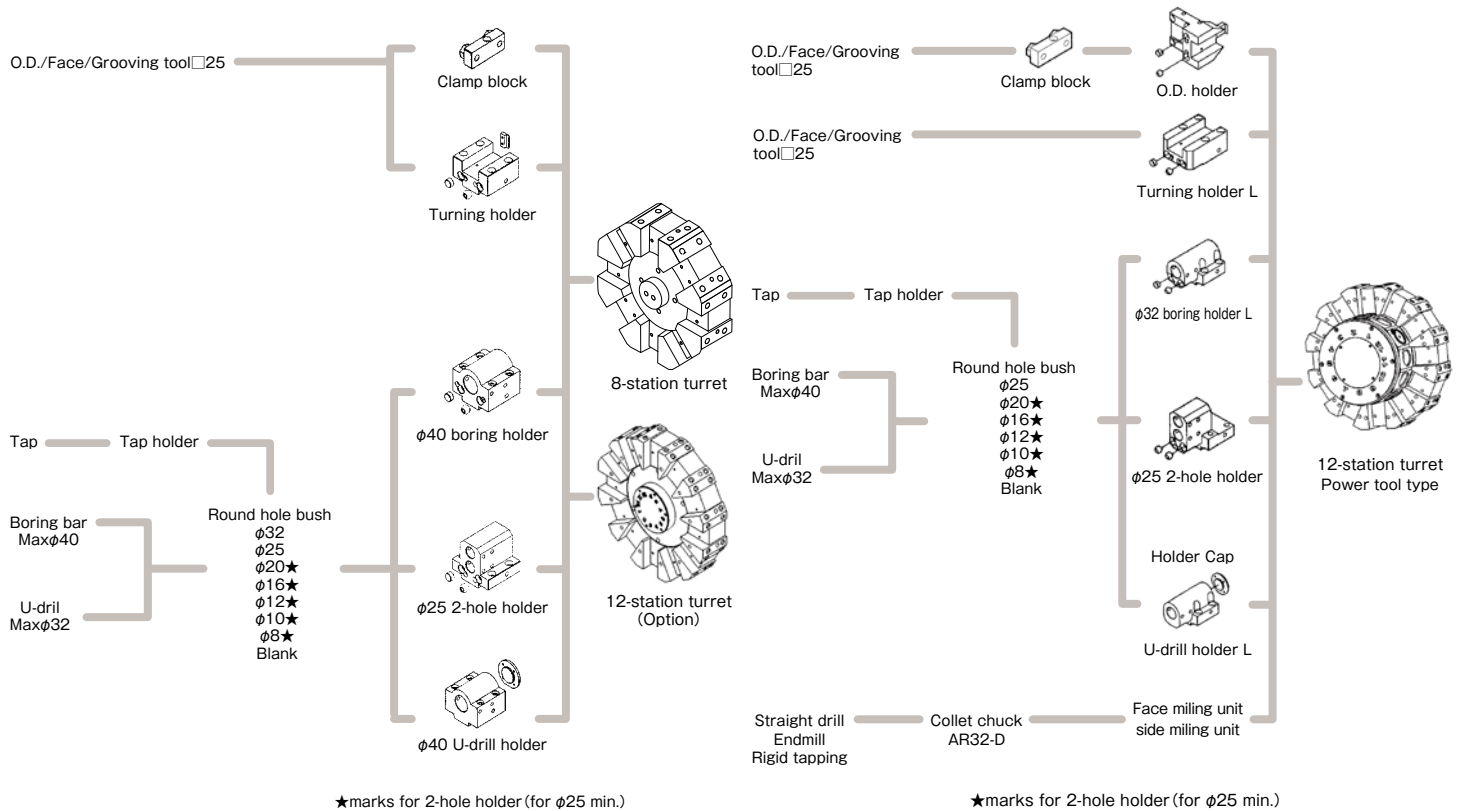 O.D./Face/Grooving tool□25
Clamp block
Turning holder
8-station turret
φ40 boring holder
Tap
Tap holder
Boring bar
Maxφ40
U-dril
Maxφ32
Round hole bush
φ32
φ25
φ20★
φ16★
φ12★
φ10★
φ8★
Blank
φ25 2-hole holder
12-station turret
(Option)
φ40 U-drill holder
★marks for 2-hole holder (for φ25 min.)
O.D./Face/Grooving
tool□25
Clamp block
O.D. holder
O.D./Face/Grooving
tool□25
Turning holder L
Tap
Tap holder
φ32 boring holder L
Boring bar
Maxφ40
U-dril
Maxφ32
Round hole bush
φ25
φ20★
φ16★
φ12★
φ10★
φ8★
Blank
φ25 2-hole holder
12-station turret
Power tool type
Holder Cap
U-drill holder L
Straight drill
Endmill
Rigid tapping
Collet chuck
AR32-D
Face miling unit
side miling unit
★marks for 2-hole holder (for φ25 min.)